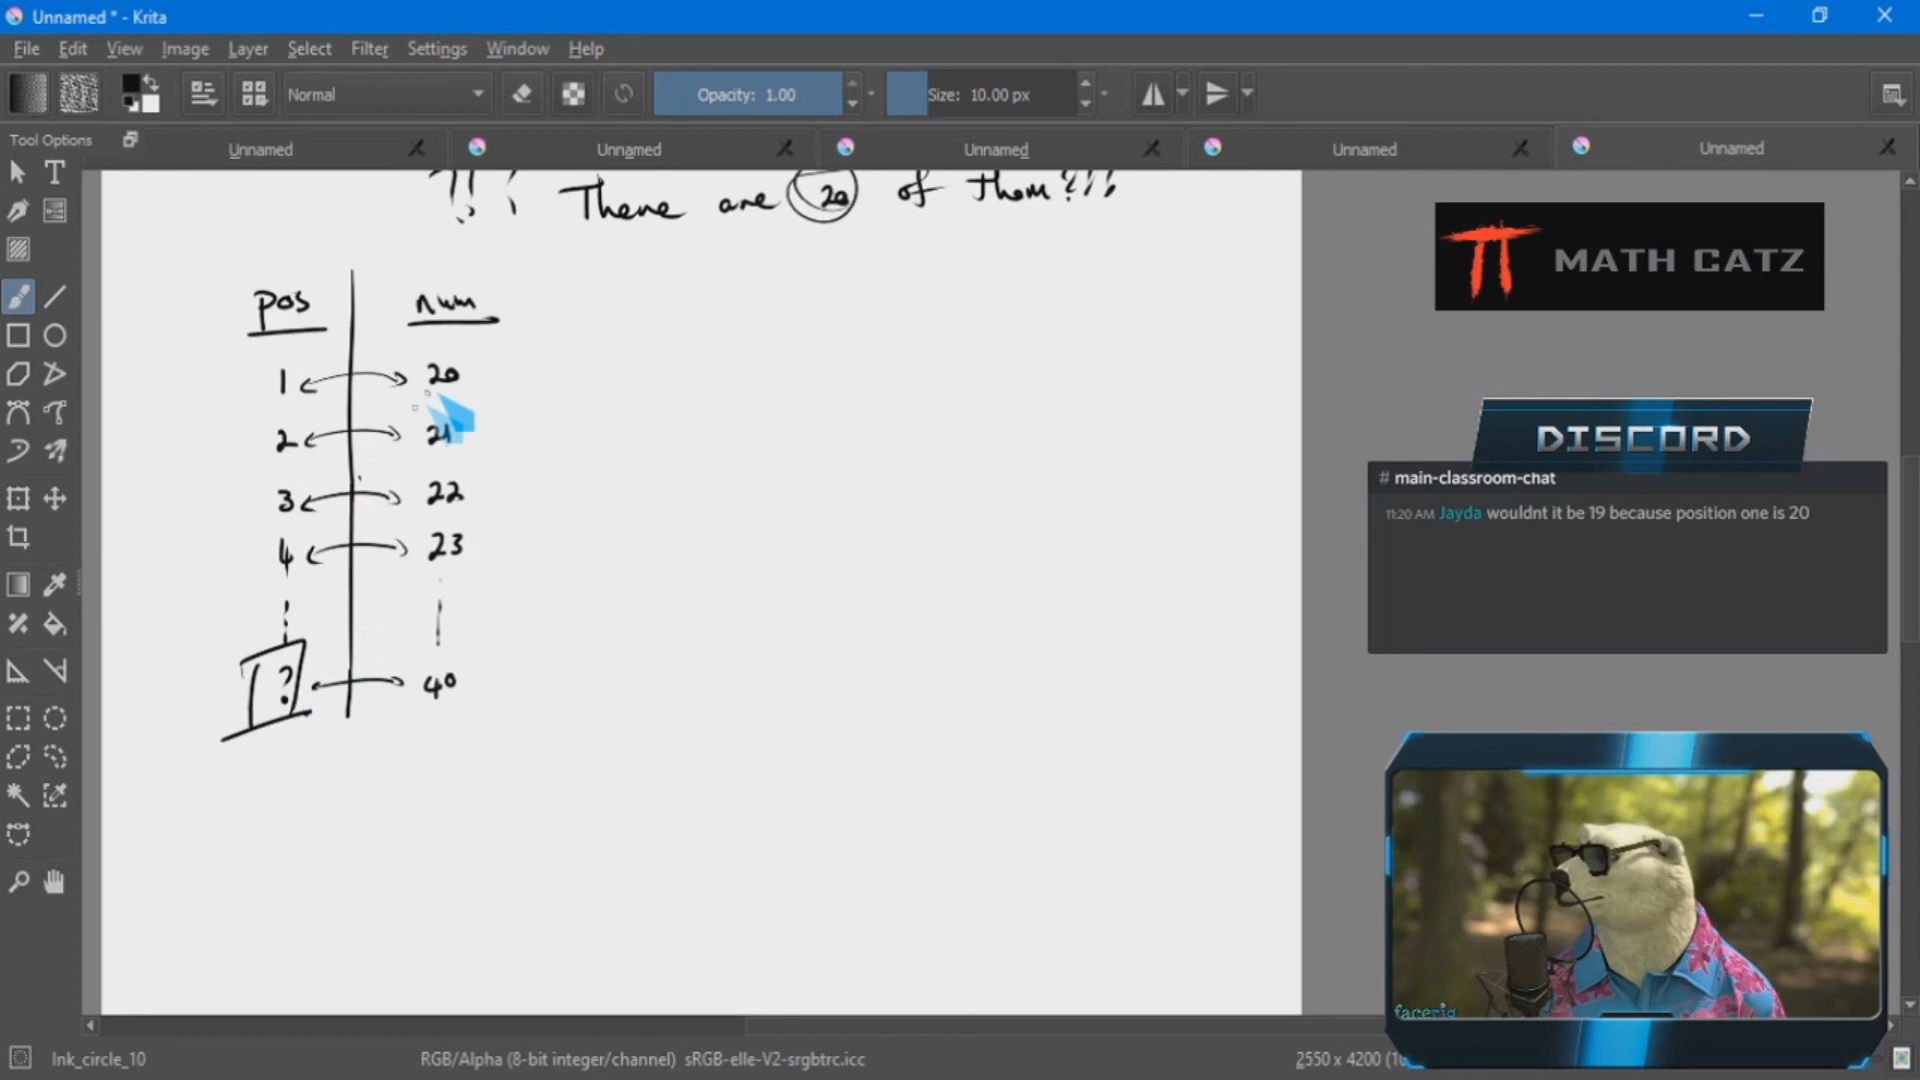 Unnamed * - Krita
File Edit View Image Layer Select Filter Settings Window Help
Normal
Opacity: 1.00
Size: 10.00 px
Tool Options
Unnamed
Unnamed
Unnamed
Unnamed
Unnamed
?!! There are 20 of them?!!
pos num
1 20
2 21
3 22
4 23
? 40
MATH CATZ
DISCORD
# main-classroom-chat
11:20 AM Jayda wouldnt it be 19 because position one is 20
facerig
Ink_circle_10
RGB/Alpha (8-bit integer/channel) sRGB-elle-V2-srgbtrc.icc
2550 x 4200